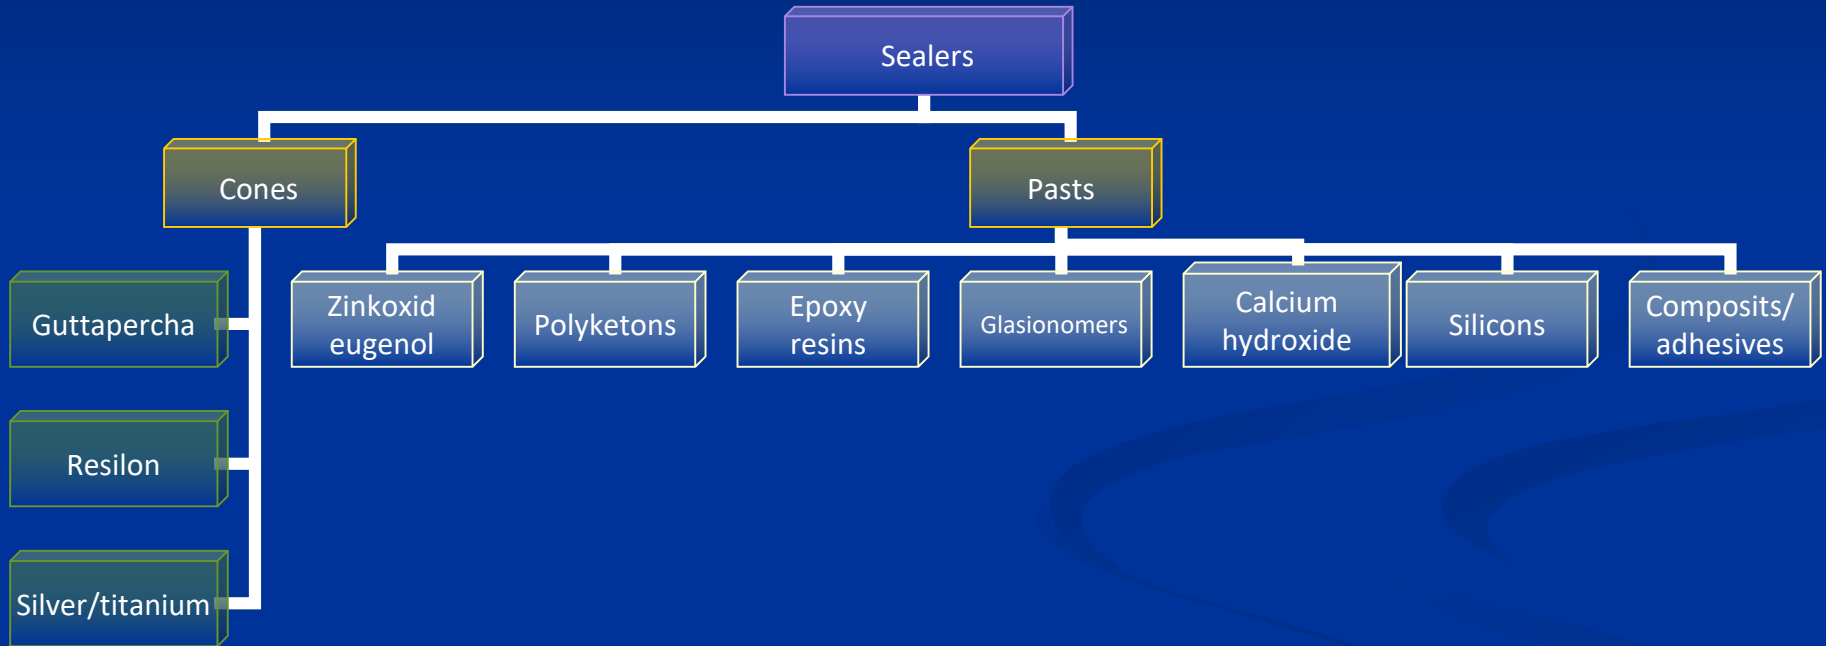 Sealers
Cones
Pasts
Guttapercha
Resilon
Silver/titanium
Zinkoxid
eugenol
Polyketons
Epoxy
resins
Glasionomers
Calcium
hydroxide
Silicons
Composits/
adhesives